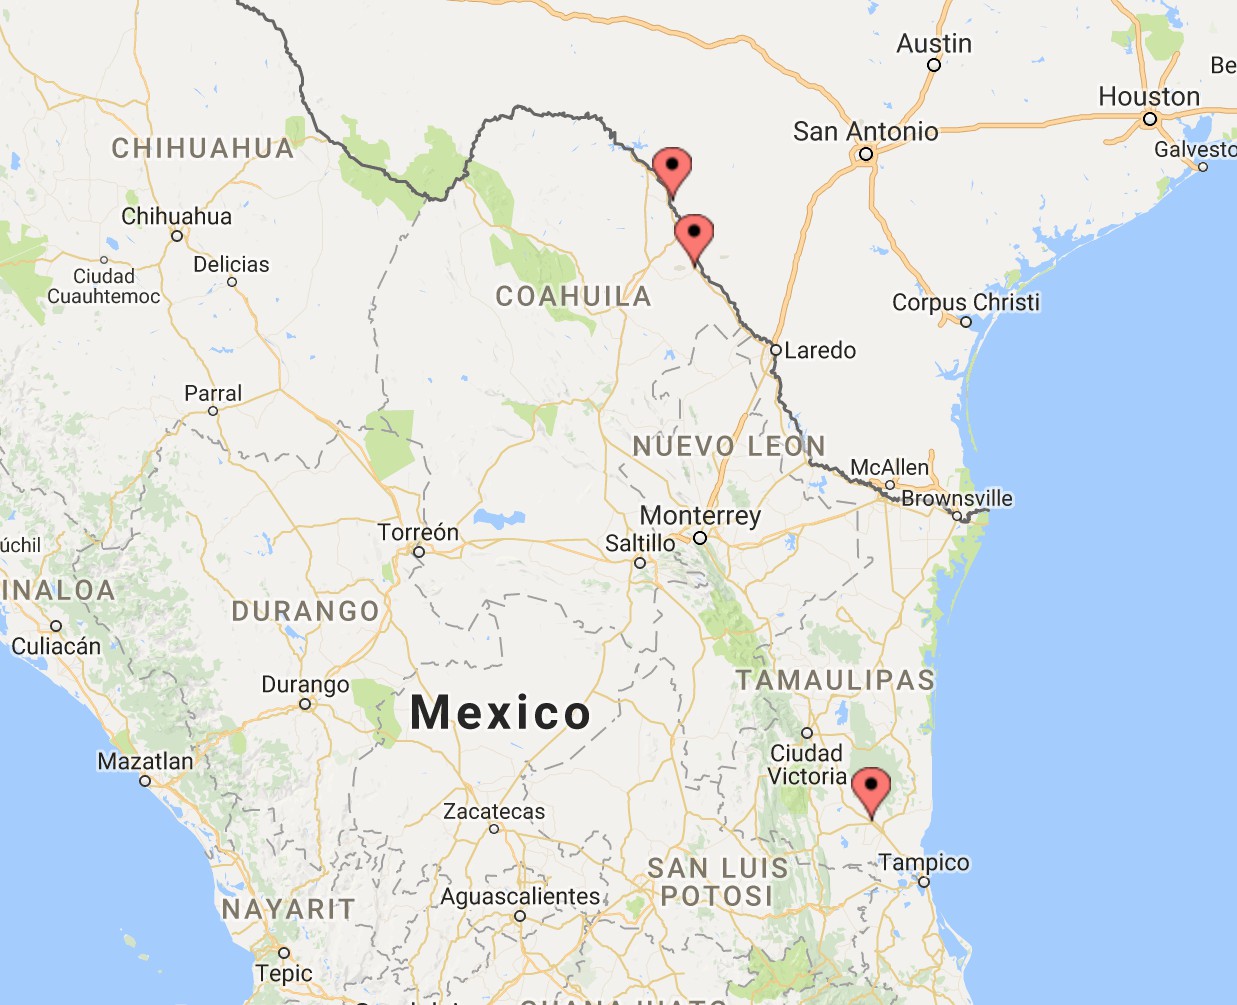 Austin
Be
Houston
San Antonio
Galvesto
CHIHUAHUA
Chihuahua
Ciudad
Cuauhtemoc
Delicias
COAHUILA
Corpus Christi
Laredo
Parral
NUEVO LEON
McAllen
Brownsville
Monterrey
Torreón
Saltillo
úchil
INALOA
DURANGO
Culiacán
TAMAULIPAS
Durango
Mexico
Ciudad
Victoria
Mazatlan
Zacatecas
SAN LUIS
POTOSI
Tampico
Aguascalientes
NAYARIT
Tepic